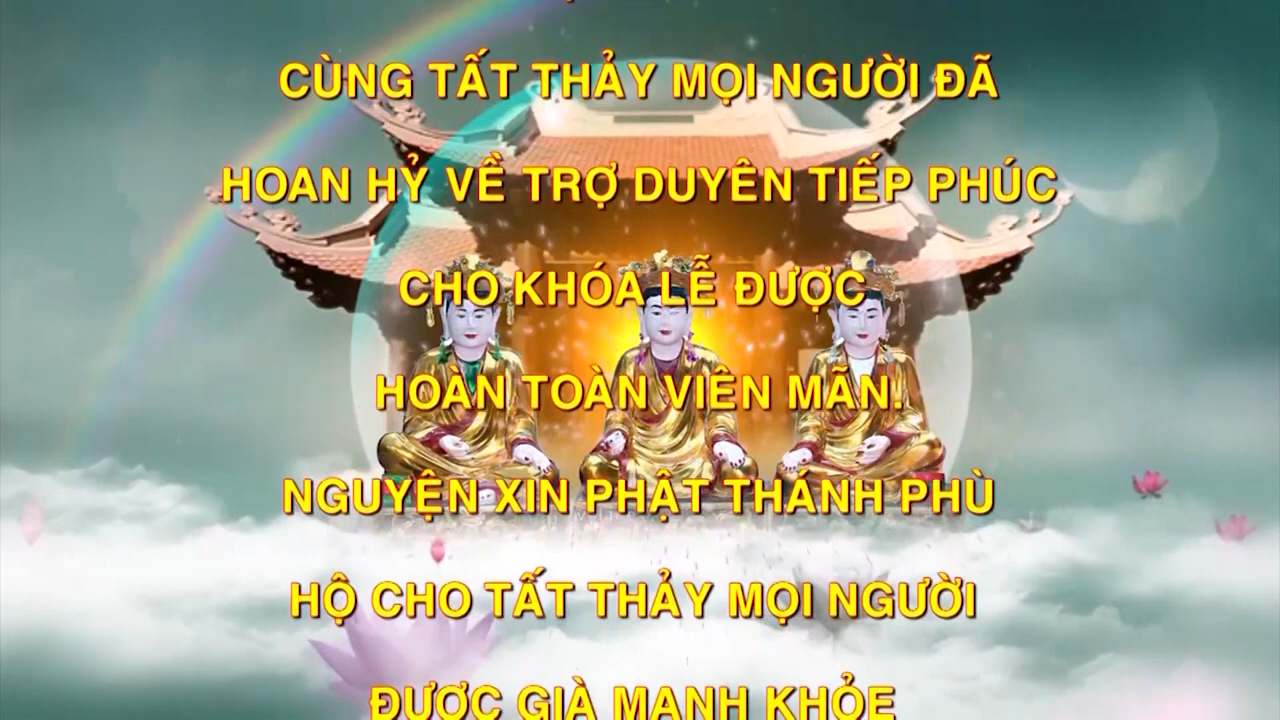 CÙNG TẤT THẢY MỌI NGƯỜI ĐÃ
HOAN HỶ VỀ TRỢ DUYÊN TIẾP PHÚC
CHO KHÓA LỄ ĐƯỢC
HOÀN TOÀN VIÊN MÃN.
NGUYỆN XIN PHẬT THÁNH PHÙ
HỘ CHO TẤT THẢY MỌI NGƯỜI
ĐƯỢC GIÀ MẠNH KHỎE